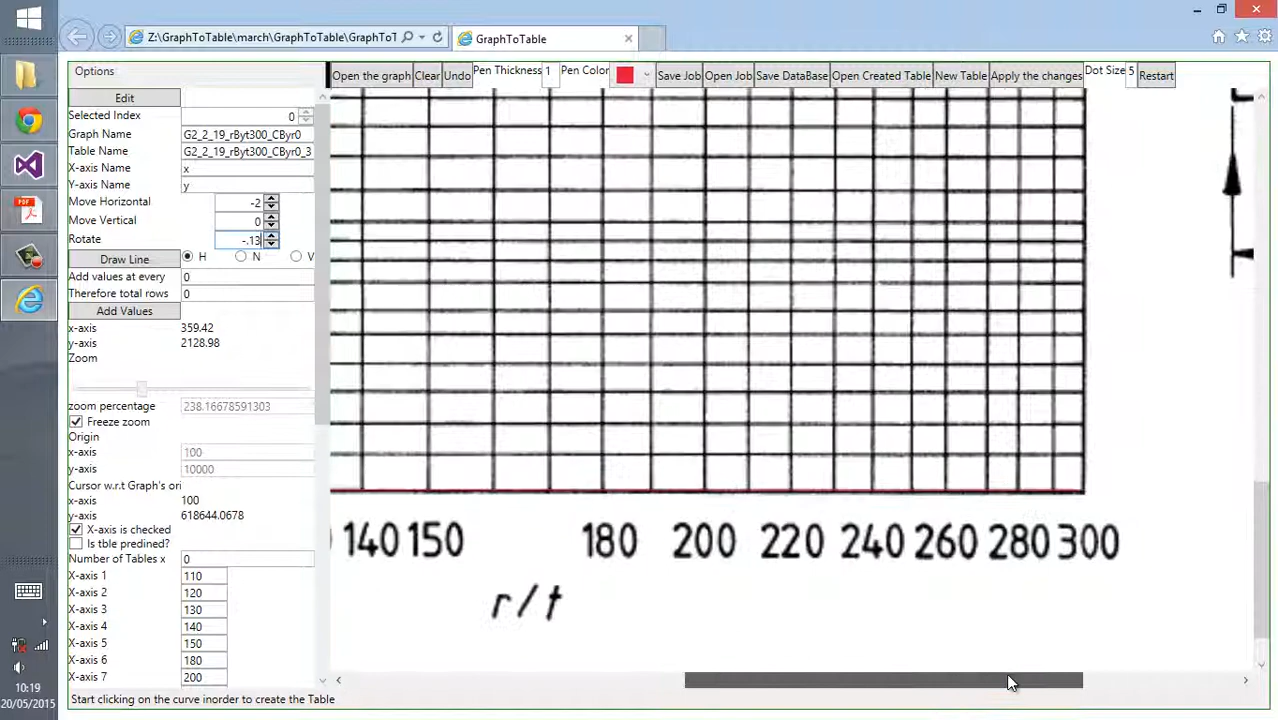 Z:\GraphToTable\march\GraphToTable\GraphToT
GraphToTable
Options
Open the graph Clear Undo Pen Thickness 1 Pen Color Save Job Open Job Save DataBase Open Created Table New Table Apply the changes Dot Size 5 Restart
Edit
Selected Index 0
Graph Name G2_2_19_rByt300_CByr0
Table Name G2_2_19_rByt300_CByr0_3
X-axis Name x
Y-axis Name y
Move Horizontal -2
Move Vertical 0
Rotate -.13
Draw Line H N V
Add values at every 0
Therefore total rows 0
Add Values
x-axis 359.42
y-axis 2128.98
Zoom
zoom percentage 238.16678591303
Freeze zoom
Origin
x-axis 100
y-axis 10000
Cursor w.r.t Graph's ori
x-axis 100
y-axis 618644.0678
X-axis is checked
Is tble predined?
Number of Tables x 0
X-axis 1 110
X-axis 2 120
X-axis 3 130
X-axis 4 140
X-axis 5 150
X-axis 6 180
X-axis 7 200
Start clicking on the curve inorder to create the Table
140 150 180 200 220 240 260 280 300
r/t
10:19
20/05/2015